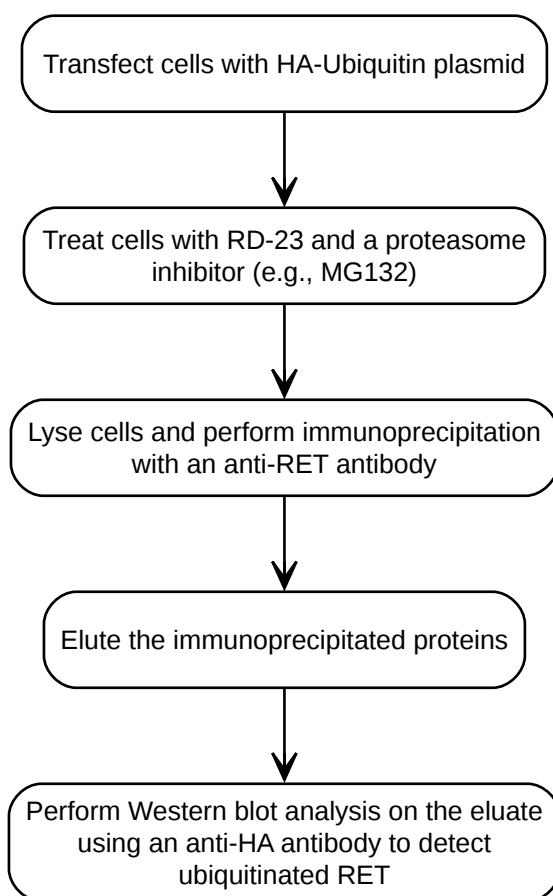 Transfect cells with HA-Ubiquitin plasmid
Treat cells with RD-23 and a proteasome
inhibitor (e.g., MG132)
Lyse cells and perform immunoprecipitation
with an anti-RET antibody
Elute the immunoprecipitated proteins
Perform Western blot analysis on the eluate
using an anti-HA antibody to detect
ubiquitinated RET